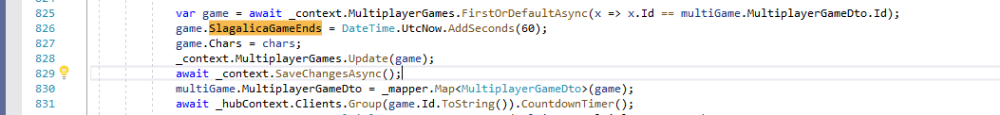 825 var game = await _context.MultiplayerGames.FirstOrDefaultAsync(x => x.Id == multiGame.MultiplayerGameDto.Id);
826 game.SlagalicaGameEnds = DateTime.UtcNow.AddSeconds(60);
827 game.Chars = chars;
828 _context.MultiplayerGames.Update(game);
829 await _context.SaveChangesAsync();
830 multiGame.MultiplayerGameDto = _mapper.Map<MultiplayerGameDto>(game);
831 await _hubContext.Clients.Group(game.Id.ToString()).CountdownTimer();